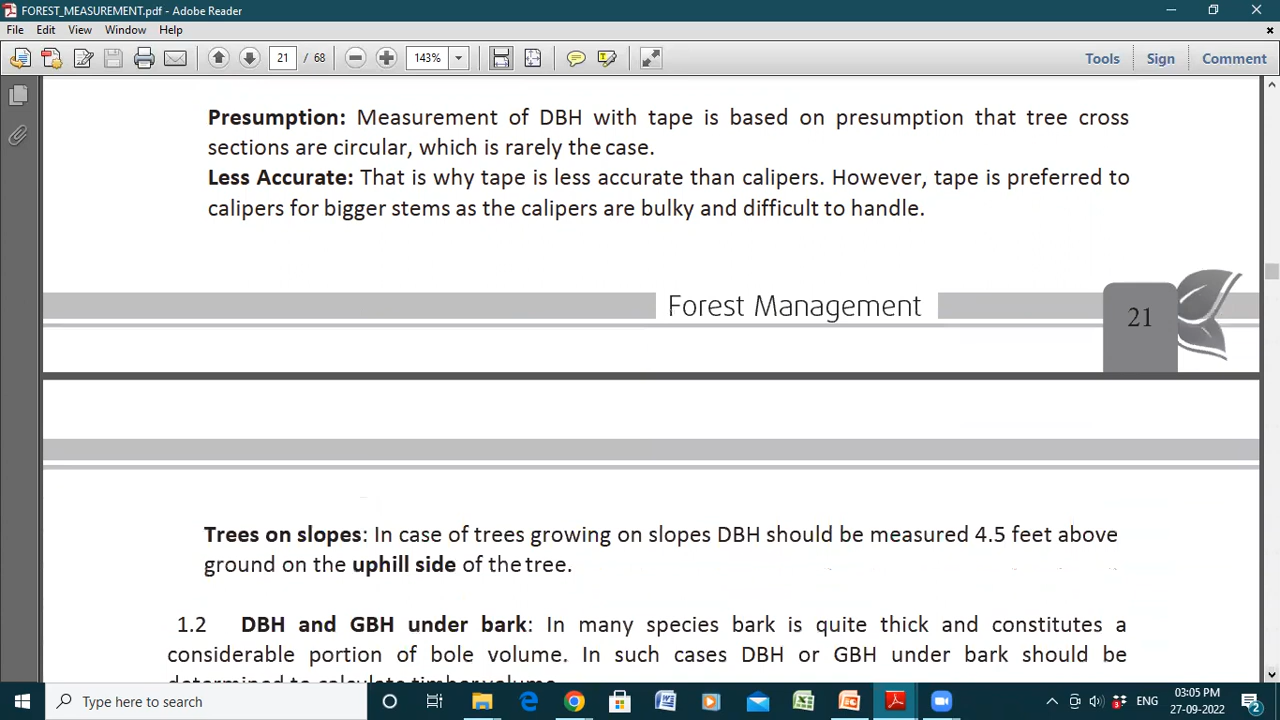 FOREST_MEASUREMENT.pdf - Adobe Reader
File Edit View Window Help
21 / 68 143% Tools Sign Comment
Presumption: Measurement of DBH with tape is based on presumption that tree cross
sections are circular, which is rarely the case.
Less Accurate: That is why tape is less accurate than calipers. However, tape is preferred to
calipers for bigger stems as the calipers are bulky and difficult to handle.
Forest Management
21
Trees on slopes: In case of trees growing on slopes DBH should be measured 4.5 feet above
ground on the uphill side of the tree.
1.2 DBH and GBH under bark: In many species bark is quite thick and constitutes a
considerable portion of bole volume. In such cases DBH or GBH under bark should be
determined to calculate timber volume.
Type here to search
ENG
03:05 PM
27-09-2022
2